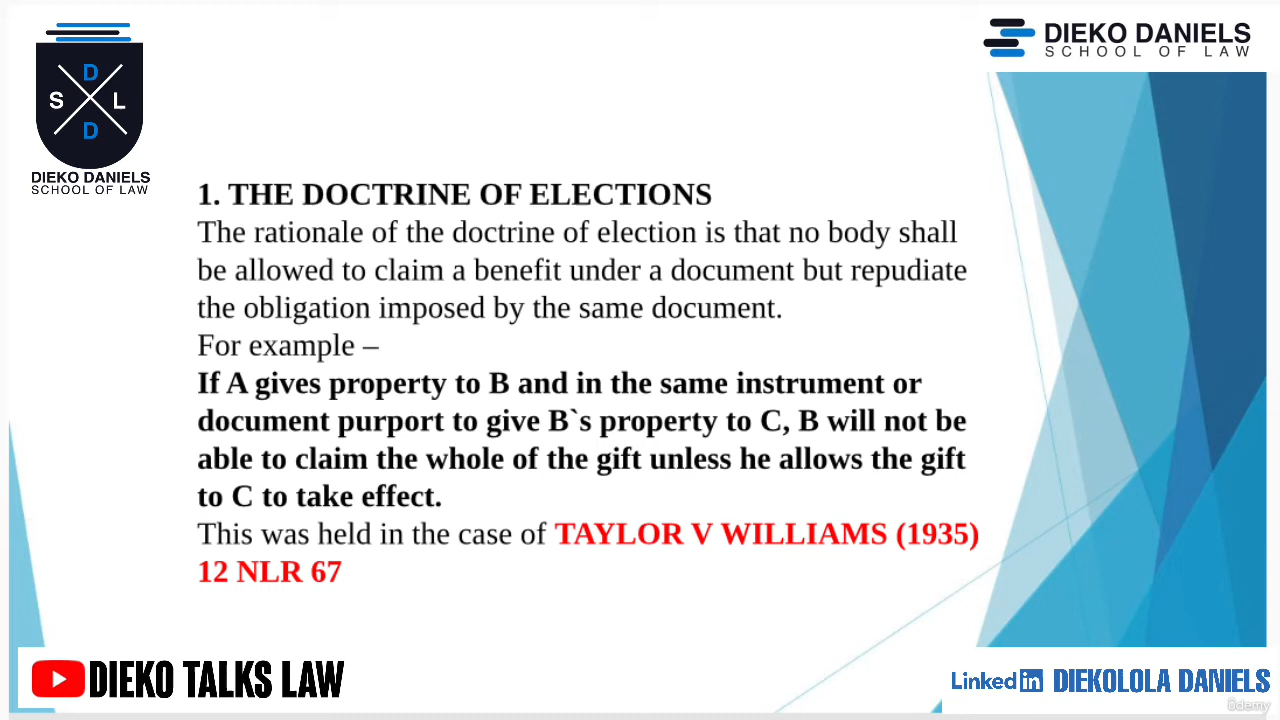 D
S L
D
DIEKO DANIELS
SCHOOL OF LAW
DIEKO DANIELS
SCHOOL OF LAW
1. THE DOCTRINE OF ELECTIONS
The rationale of the doctrine of election is that no body shall
be allowed to claim a benefit under a document but repudiate
the obligation imposed by the same document.
For example –
If A gives property to B and in the same instrument or
document purport to give B`s property to C, B will not be
able to claim the whole of the gift unless he allows the gift
to C to take effect.
This was held in the case of TAYLOR V WILLIAMS (1935)
12 NLR 67
DIEKO TALKS LAW
Linked in DIEKOLOLA DANIELS
ûdemy